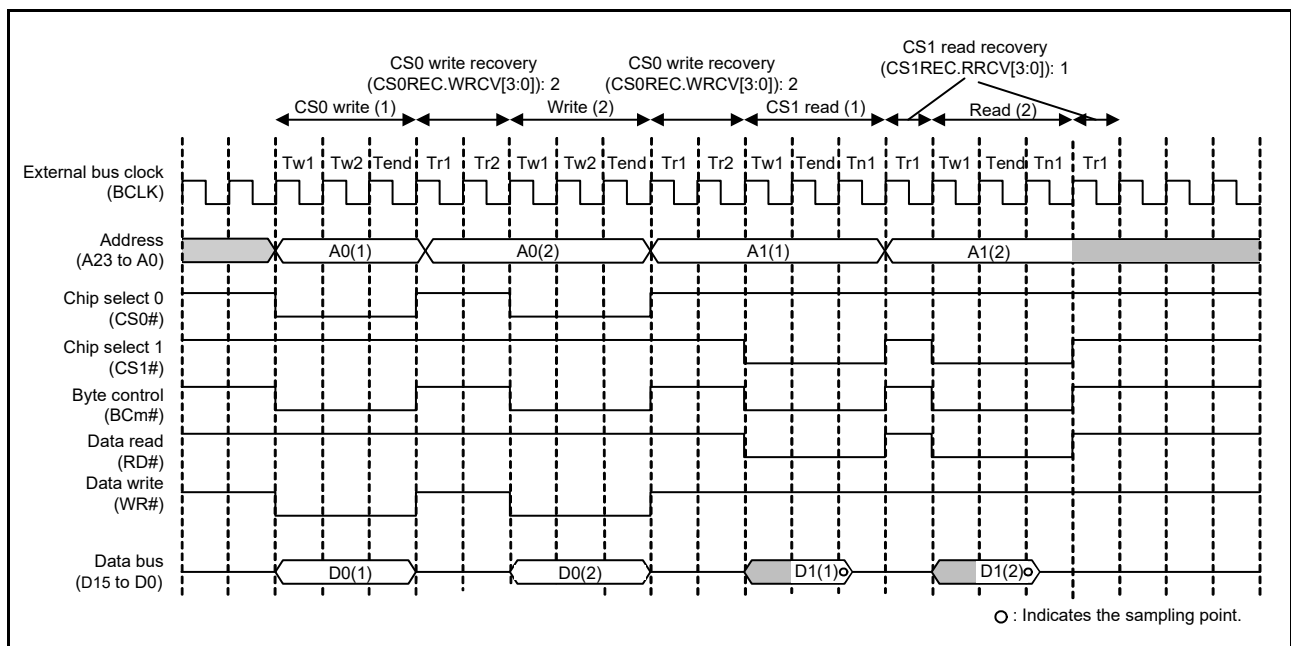 CS1 read recovery
(CS1REC.RRCV[3:0]): 1
CS0 write recovery
(CS0REC.WRCV[3:0]): 2
CS0 write recovery
(CS0REC.WRCV[3:0]): 2
CS0 write (1)
Write (2)
CS1 read (1)
Read (2)
Tw1 Tw2 Tend Tr1 Tr2 Tw1 Tw2 Tend Tr1 Tr2 Tw1 Tend Tn1 Tr1 Tw1 Tend Tn1 Tr1
External bus clock
(BCLK)
Address
(A23 to A0)
A0(1) A0(2) A1(1) A1(2)
Chip select 0
(CS0#)
Chip select 1
(CS1#)
Byte control
(BCm#)
Data read
(RD#)
Data write
(WR#)
Data bus
(D15 to D0)
D0(1) D0(2) D1(1) D1(2)
: Indicates the sampling point.